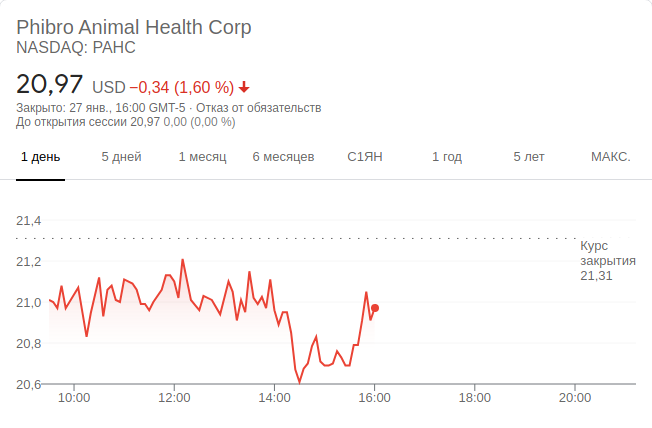 Phibro Animal Health Corp
NASDAQ: PAHC
20,97 USD −0,34 (1,60 %)
Закрыто: 27 янв., 16:00 GMT-5 · Отказ от обязательств
До открытия сессии 20,97 0,00 (0,00 %)
1 день 5 дней 1 месяц 6 месяцев С1ЯН 1 год 5 лет МАКС.
21,4
Курс
закрытия
21,31
21,2
21,0
20,8
20,6
10:00 12:00 14:00 16:00 18:00 20:00